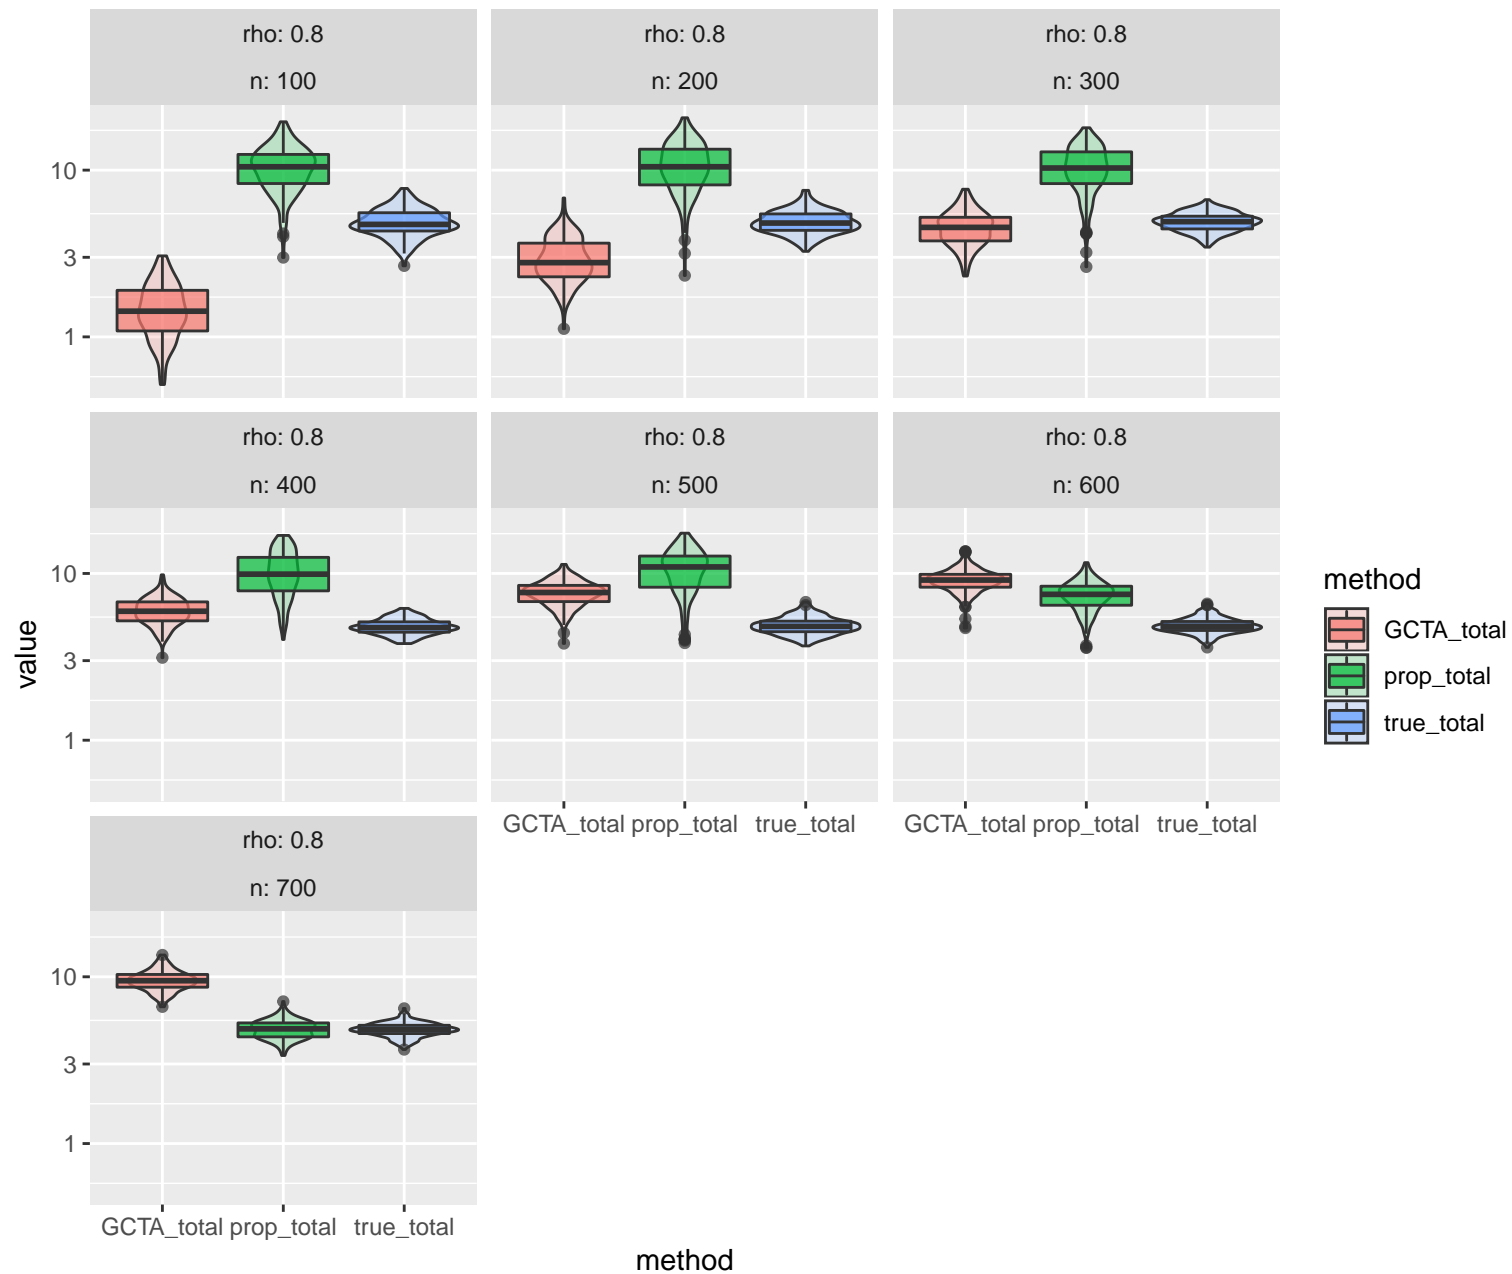 rho: 0.8
rho: 0.8
rho: 0.8
n: 100
n: 200
n: 300
10
3
1
rho: 0.8
rho: 0.8
rho: 0.8
n: 400
n: 500
n: 600
10
3
1
GCTA_total prop_total true_total
GCTA_total prop_total true_total
rho: 0.8
n: 700
10
3
1
GCTA_total prop_total true_total
value
method
method
GCTA_total
prop_total
true_total